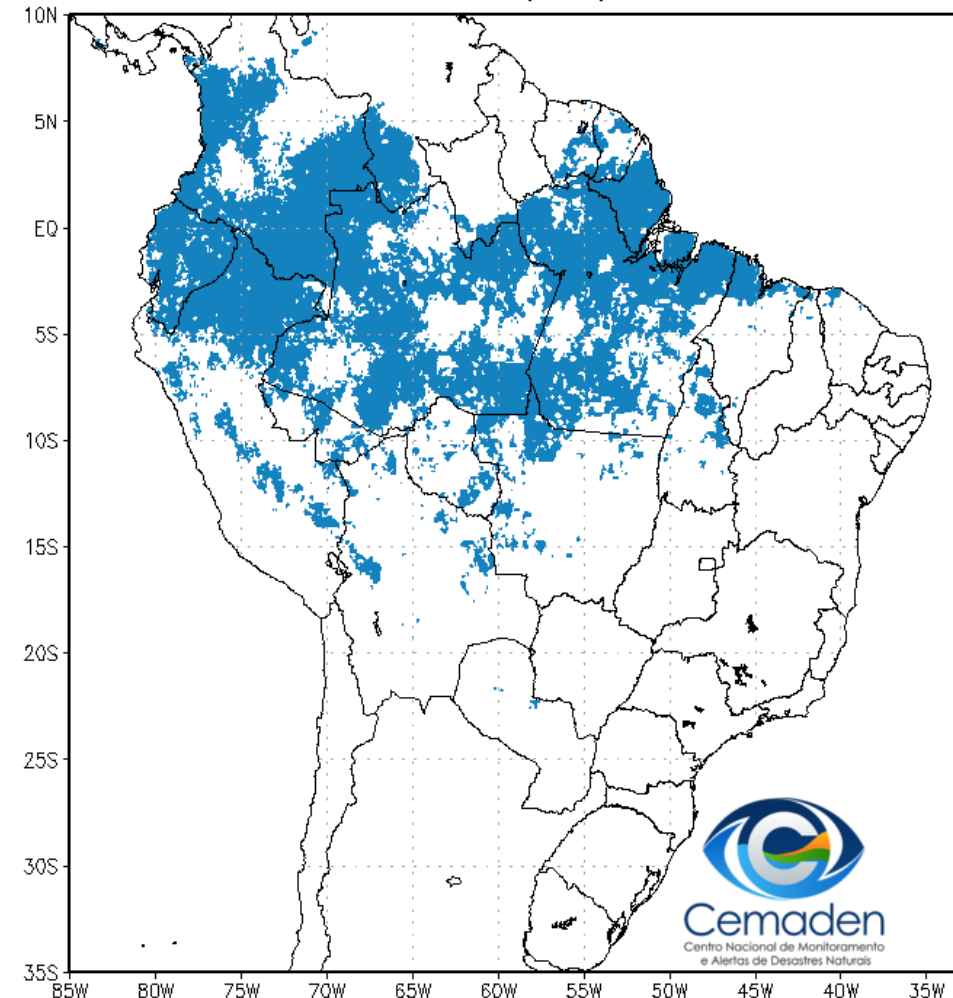 10N
5N
EQ
5S
10S
15S
20S
25S
30S
35S
85W 80W 75W 70W 65W 60W 55W 50W 45W 40W 35W
Cemaden
Centro Nacional de Monitoramento
e Alertas de Desastres Naturais